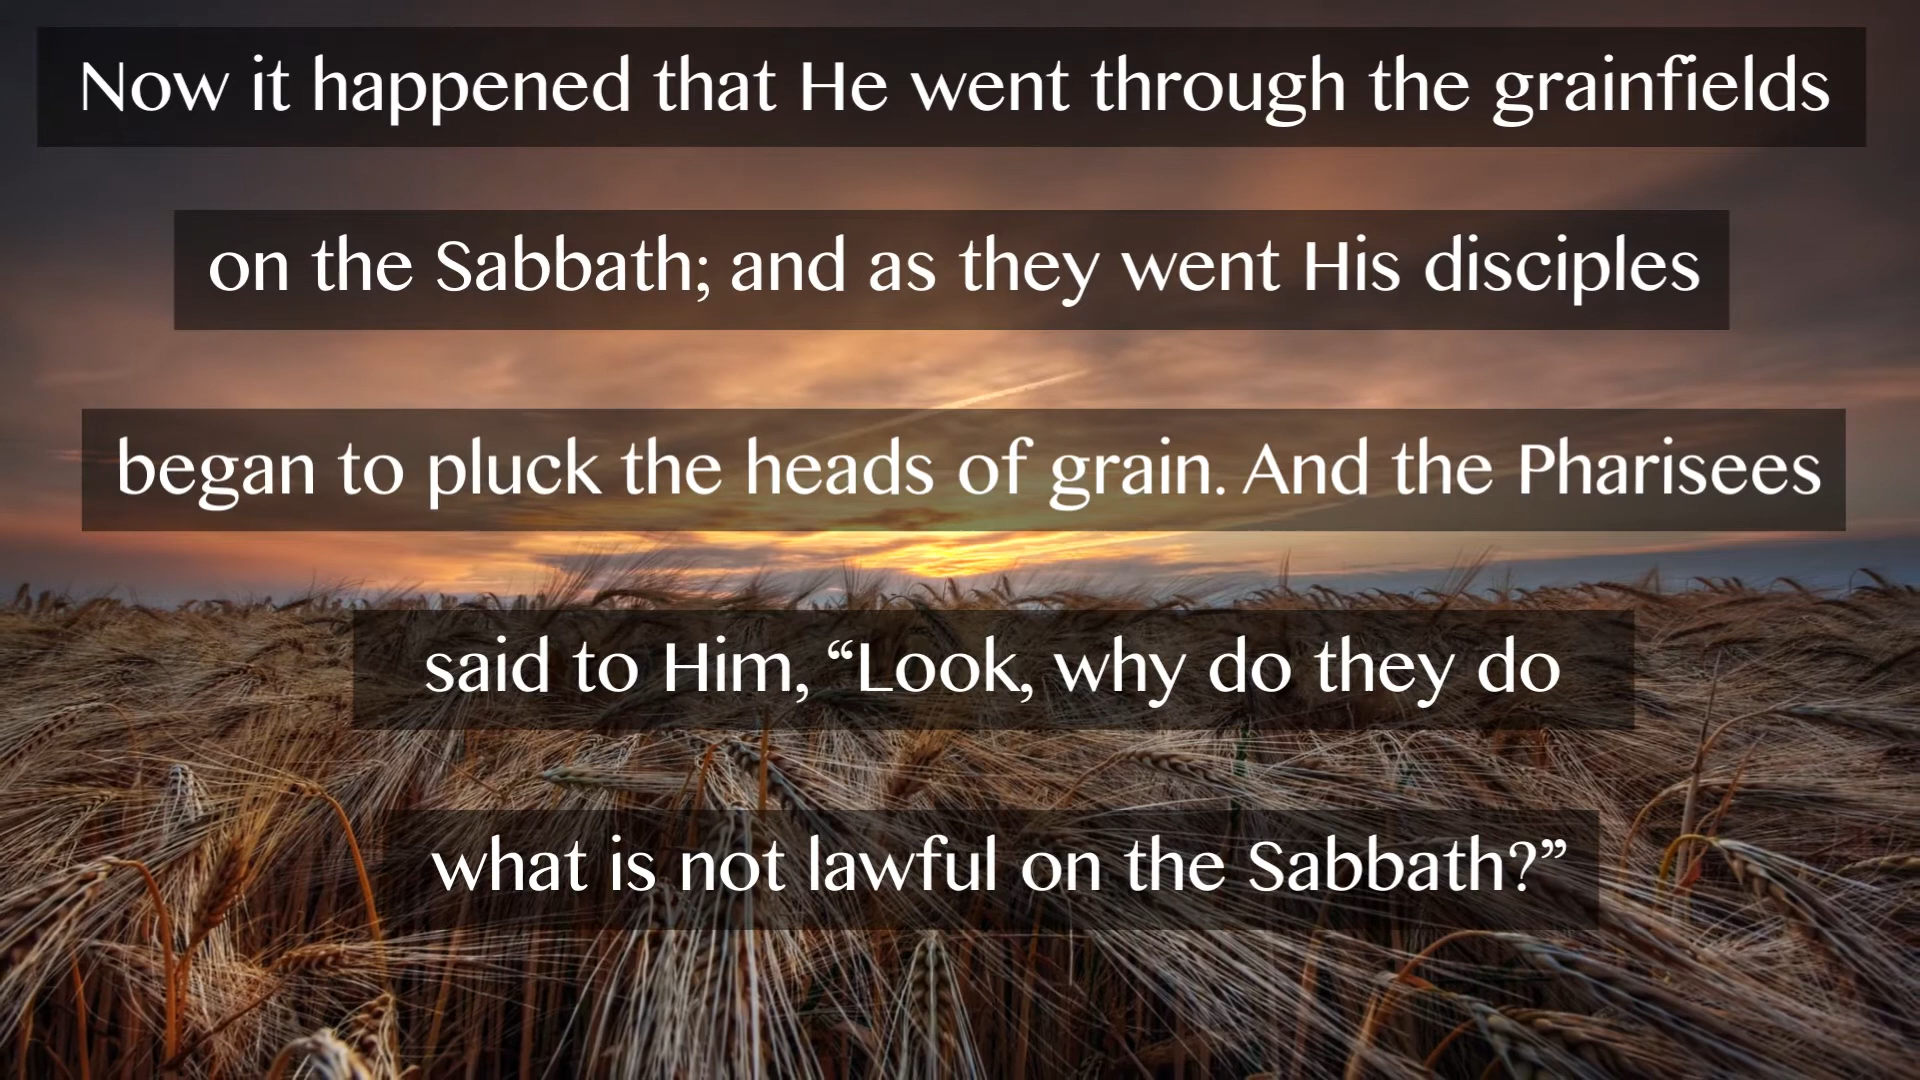 Now it happened that He went through the grainfields
on the Sabbath; and as they went His disciples
began to pluck the heads of grain. And the Pharisees
said to Him, “Look, why do they do
what is not lawful on the Sabbath?”